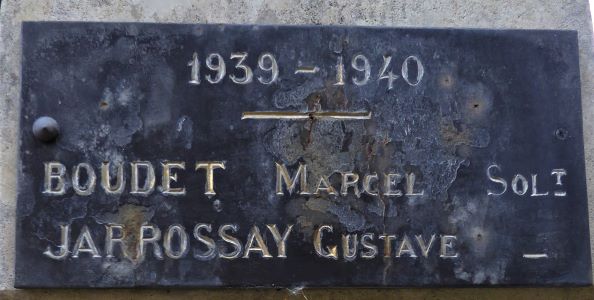 1939 - 1940
BOUDET MARCEL SOLT
JARROSSAY GUSTAVE _